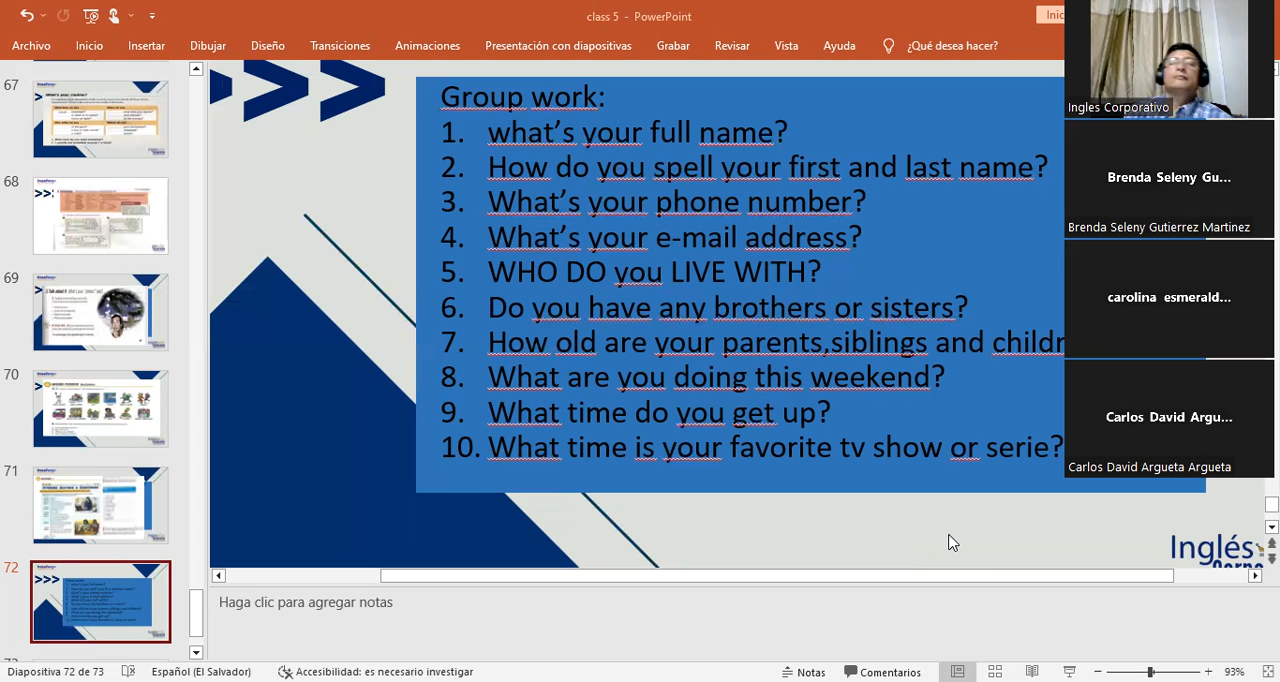 class 5 - PowerPoint
Inic
Archivo Inicio Insertar Dibujar Diseño Transiciones Animaciones Presentación con diapositivas Grabar Revisar Vista Ayuda ¿Qué desea hacer?
67
68
69
70
71
72
Group work:
1. what's your full name?
2. How do you spell your first and last name?
3. What's your phone number?
4. What's your e-mail address?
5. WHO DO you LIVE WITH?
6. Do you have any brothers or sisters?
7. How old are your parents,siblings and childr
8. What are you doing this weekend?
9. What time do you get up?
10. What time is your favorite tv show or serie?
Ingles Corporativo
Brenda Seleny Gu...
Brenda Seleny Gutierrez Martinez
carolina esmerald...
Carlos David Argu...
Carlos David Argueta Argueta
Inglés
Haga clic para agregar notas
Diapositiva 72 de 73 Español (El Salvador) Accesibilidad: es necesario investigar Notas Comentarios 93%